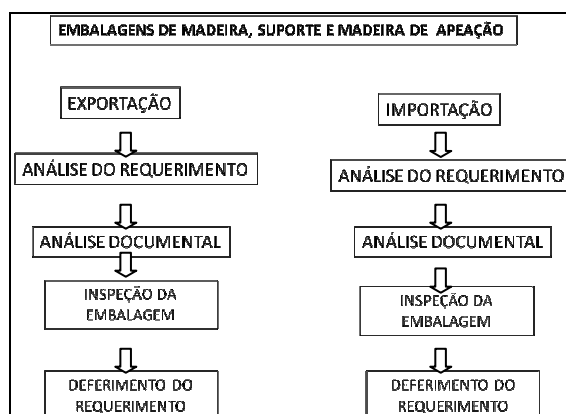 EMBALAGENS DE MADEIRA, SUPORTE E MADEIRA DE APEAÇÃO
EXPORTAÇÃO
ANÁLISE DO REQUERIMENTO
ANÁLISE DOCUMENTAL
INSPEÇÃO DA
EMBALAGEM
DEFERIMENTO DO
REQUERIMENTO
IMPORTAÇÃO
ANÁLISE DO REQUERIMENTO
ANÁLISE DOCUMENTAL
INSPEÇÃO DA
EMBALAGEM
DEFERIMENTO DO
REQUERIMENTO